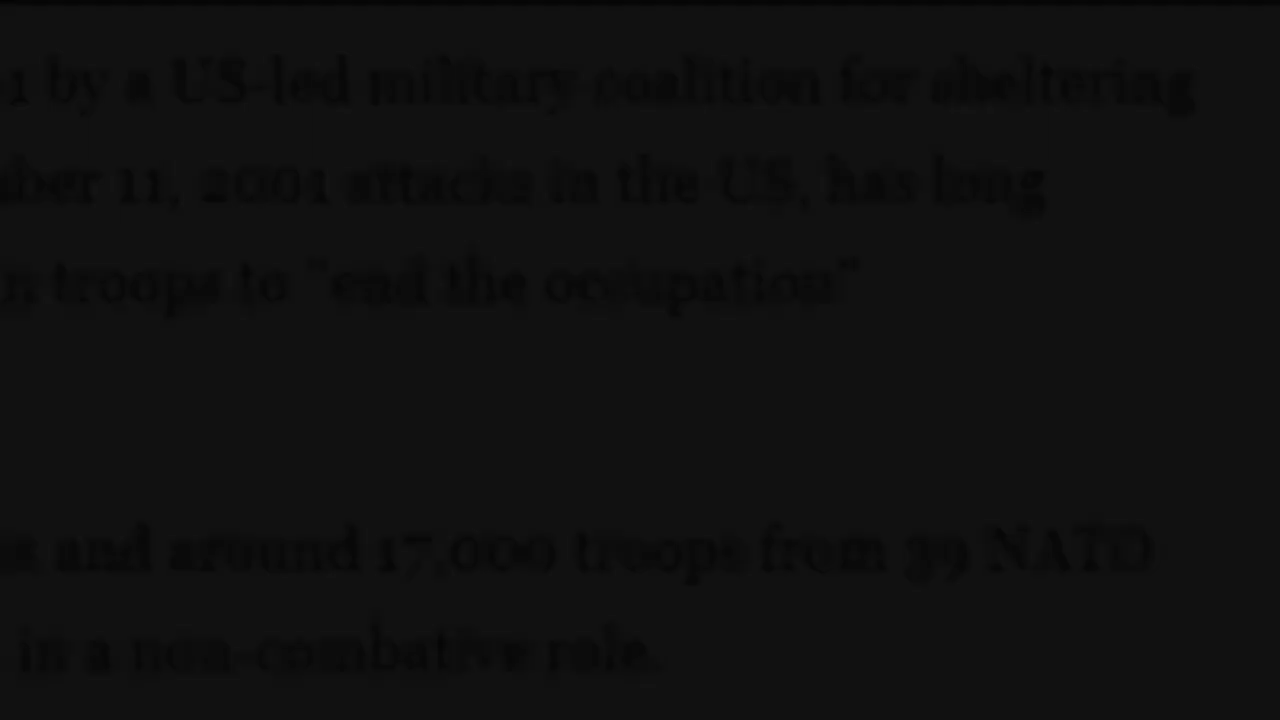 by a US-led military coalition for sheltering
11, 2001 attacks in the US, has long
troops to "end the occupation"
and around 17,000 troops from 39 NATO
in a non-combative role.